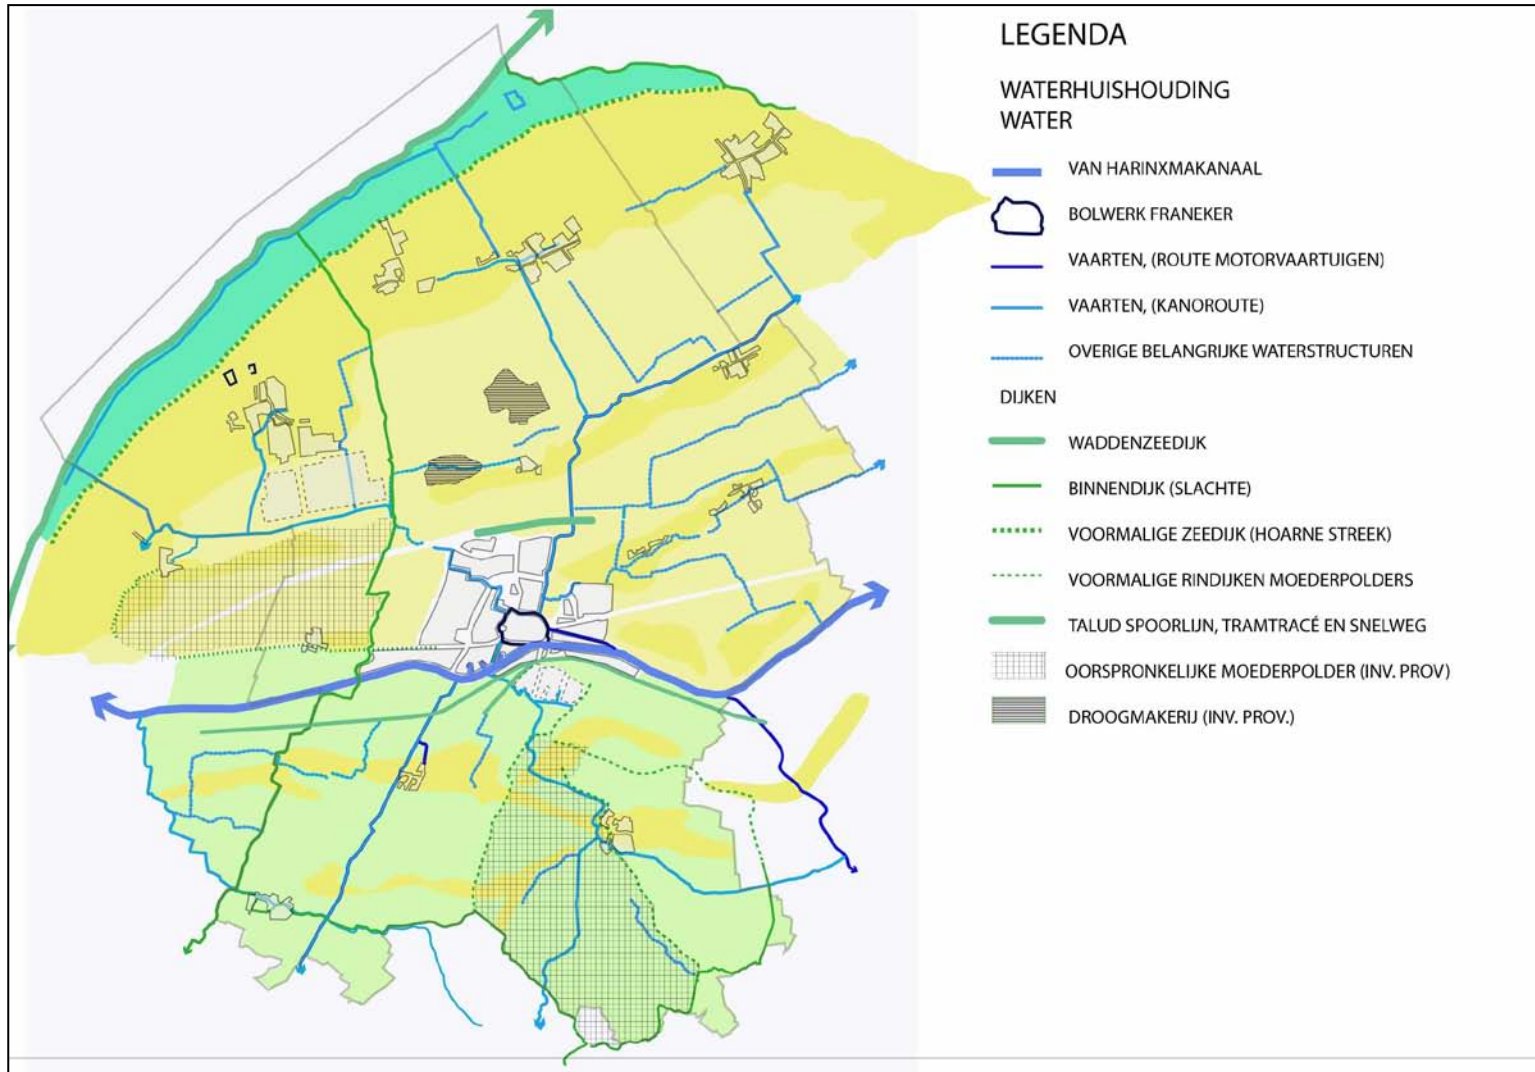 LEGENDA
WATERHUISHOUDING
WATER
VAN HARINXMAKANAAL
BOLWERK FRANEKER
VAARTEN, (ROUTE MOTORVAARTUIGEN)
VAARTEN, (KANOROUTE)
OVERIGE BELANGRIJKE WATERSTRUCTUREN
DIJKEN
WADDENZEEDIJK
BINNENDIJK (SLACHTE)
VOORMALIGE ZEEDIJK (HOARNE STREEK)
VOORMALIGE RINDIJKEN MOEDERPOLDERS
TALUD SPOORLIJN, TRAMTRACÉ EN SNELWEG
OORSPRONKELIJKE MOEDERPOLDER (INV. PROV)
DROOGMAKERIJ (INV. PROV.)